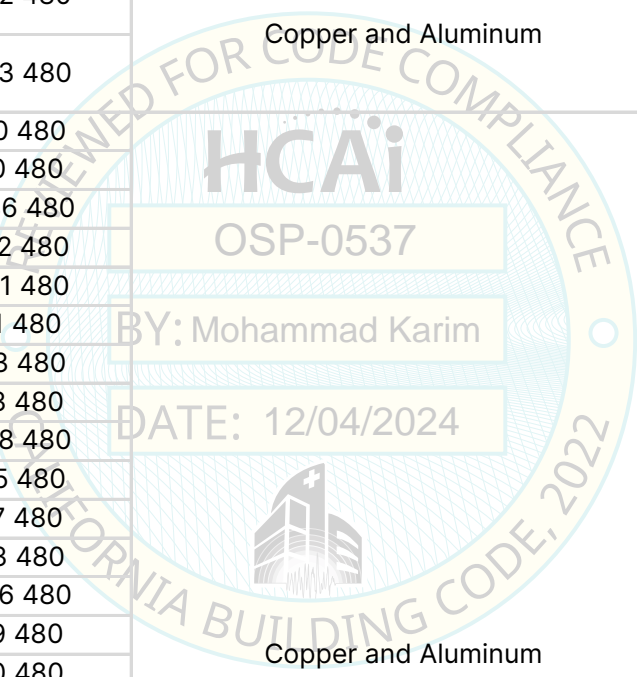 2 480
Copper and Aluminum
3 480
REVIEWED FOR CODE COMPLIANCE
HCAi
0 480
0 480
6 480
OSP-0537
2 480
1 480
1 480
BY: Mohammad Karim
3 480
3 480
DATE: 12/04/2024
8 480
5 480
7 480
3 480
6 480
9 480
Copper and Aluminum
0 480
CALIFORNIA BUILDING CODE, 2022